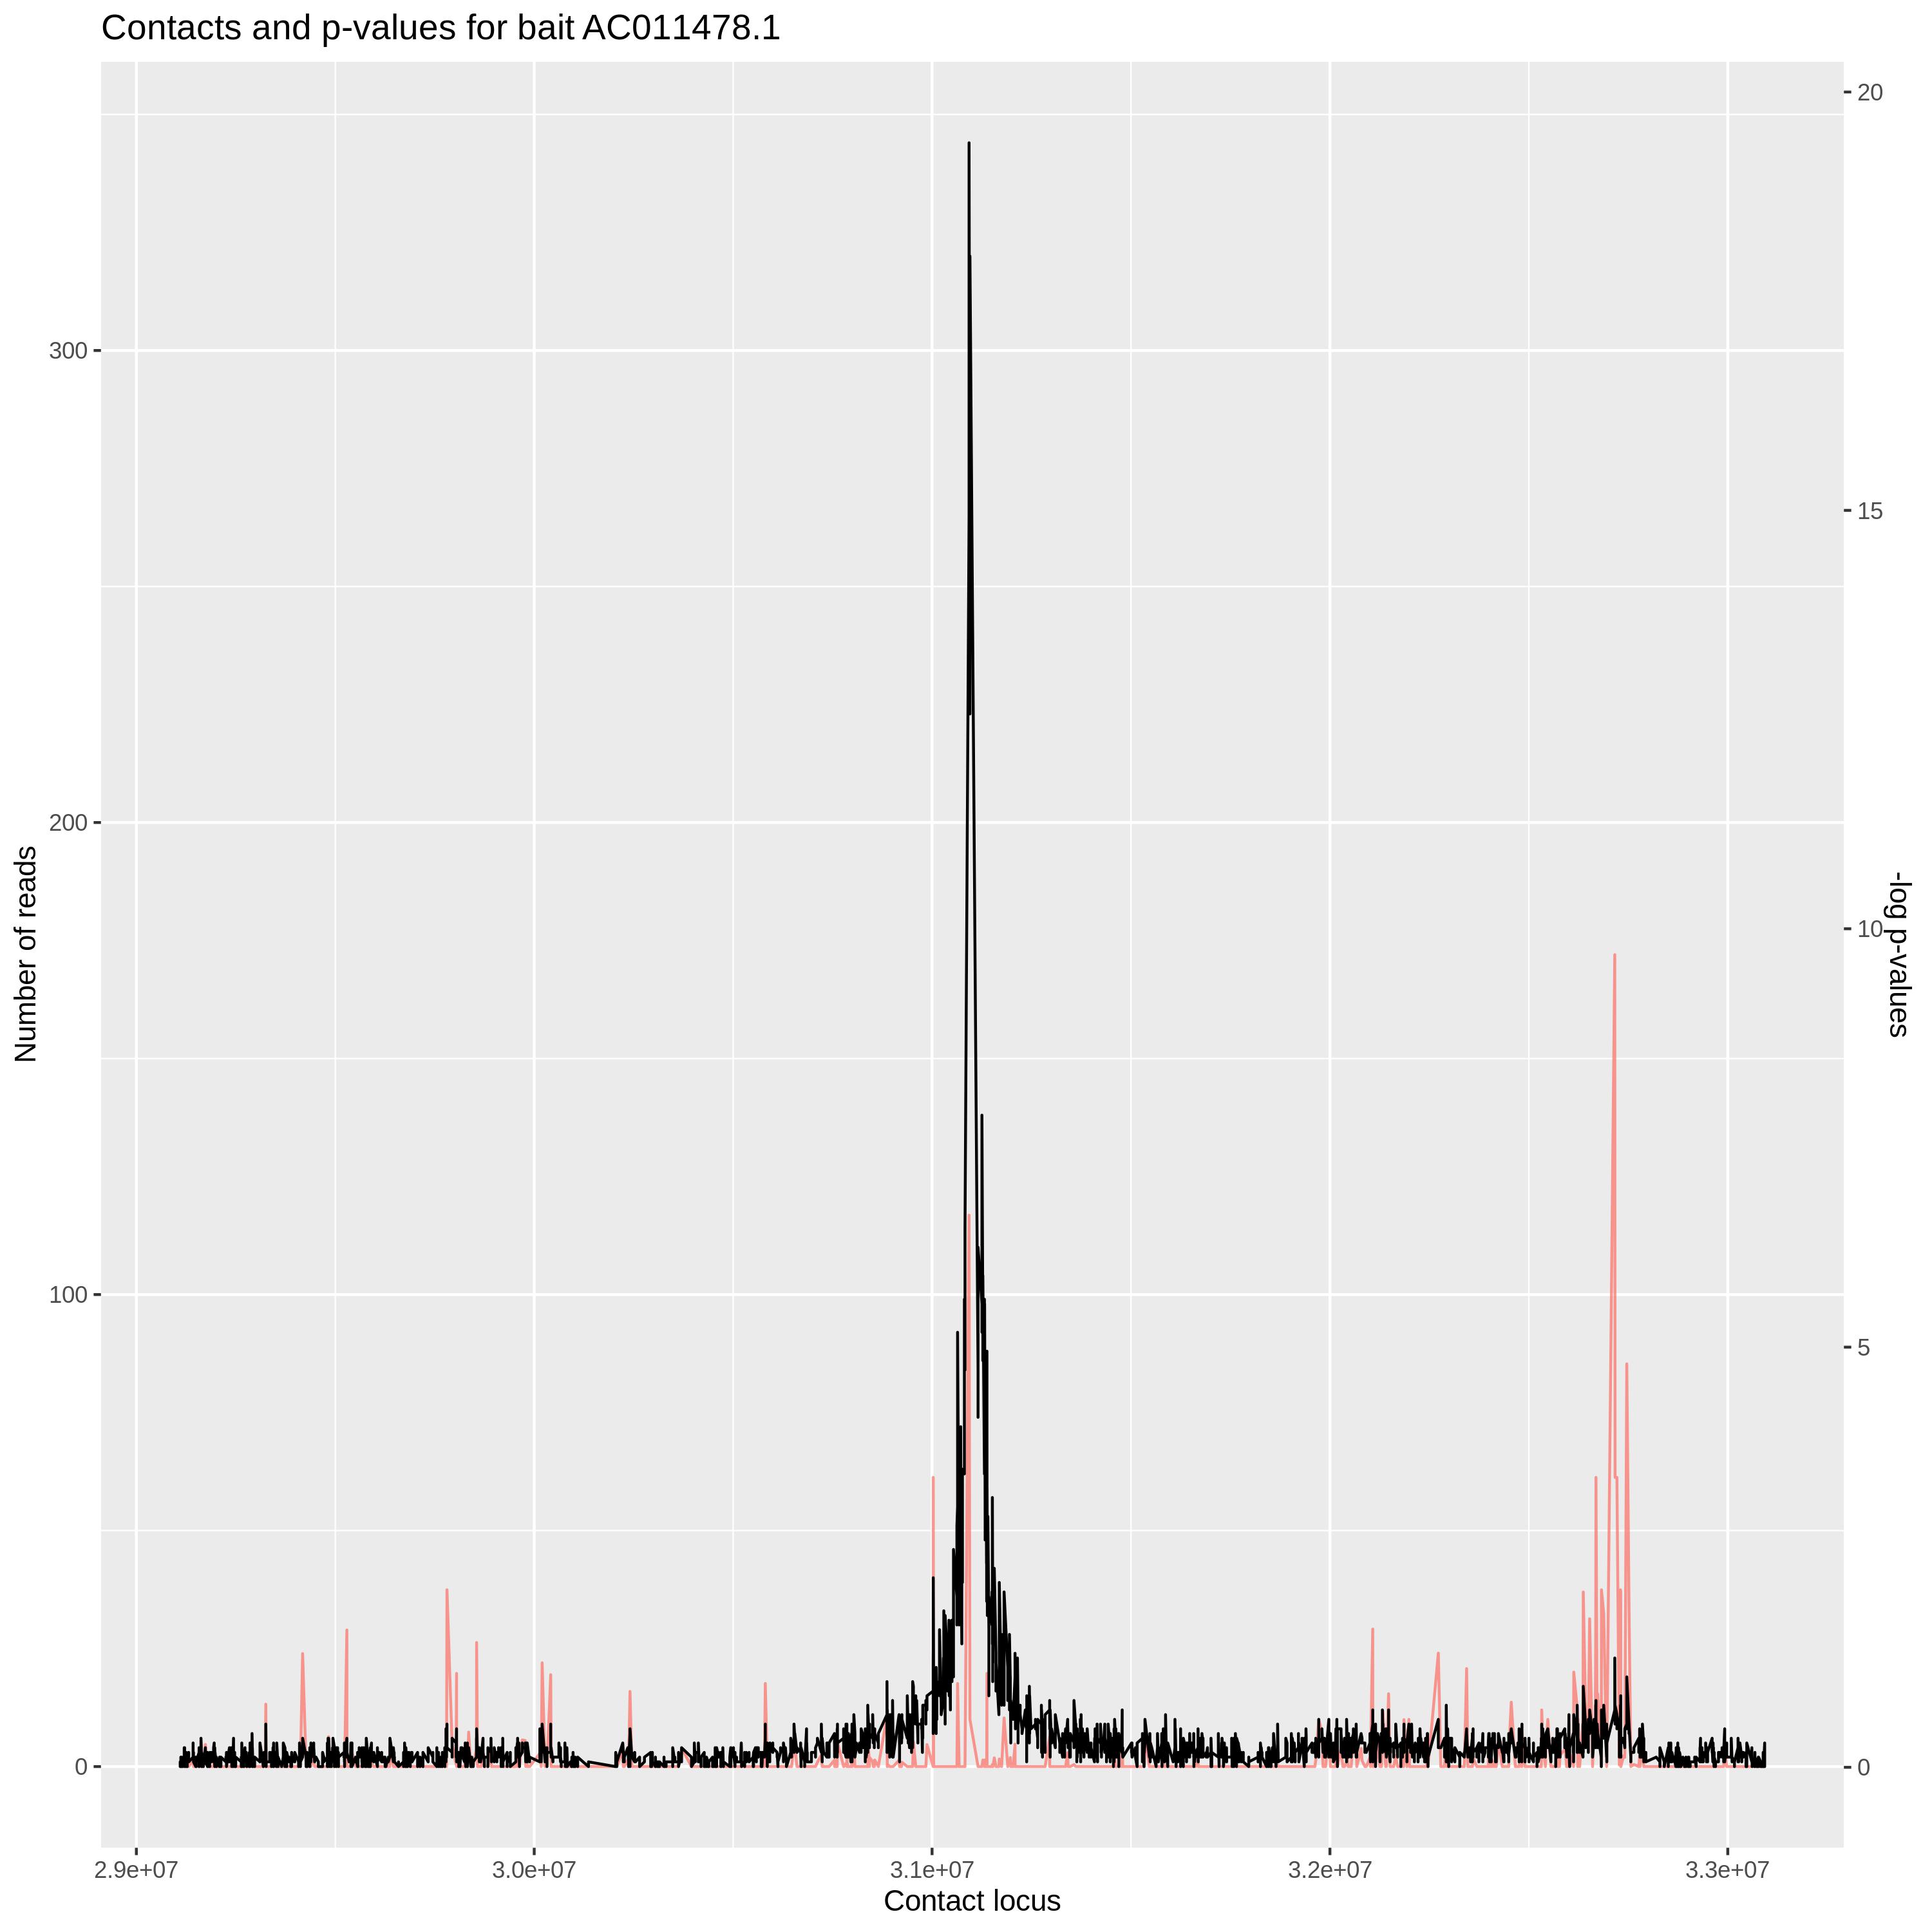 Contacts and p-values for bait AC011478.1
20
15
10
5
0
-log p-values
300
200
100
0
Number of reads
2.9e+07 3.0e+07 3.1e+07 3.2e+07 3.3e+07
Contact locus